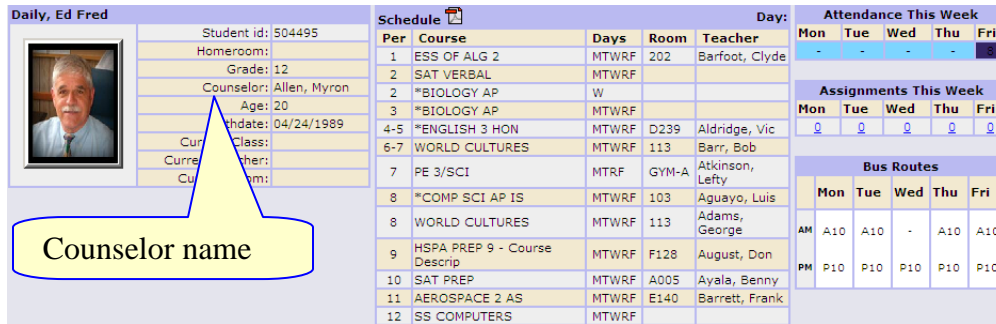 Daily, Ed Fred
Student id: 504495
Homeroom:
Grade: 12
Counselor: Allen, Myron
Age: 20
thdate: 04/24/1989
Cur Class:
Curre her:
Cu om:
Counselor name
Schedule Day:
Per Course Days Room Teacher
1 ESS OF ALG 2 MTWRF 202 Barfoot, Clyde
2 SAT VERBAL MTWRF
2 *BIOLOGY AP W
3 *BIOLOGY AP MTWRF
4-5 *ENGLISH 3 HON MTWRF D239 Aldridge, Vic
6-7 WORLD CULTURES MTWRF 113 Barr, Bob
7 PE 3/SCI MTRF GYM-A Atkinson,
Lefty
8 *COMP SCI AP IS MTWRF 103 Aguayo, Luis
8 WORLD CULTURES MTWRF 113 Adams,
George
9 HSPA PREP 9 - Course
Descrip MTWRF F128 August, Don
10 SAT PREP MTWRF A005 Ayala, Benny
11 AEROSPACE 2 AS MTWRF E140 Barrett, Frank
12 SS COMPUTERS MTWRF
Attendance This Week
Mon Tue Wed Thu Fri
- - - - 8
Assignments This Week
Mon Tue Wed Thu Fri
0 0 0 0 0
Bus Routes
Mon Tue Wed Thu Fri
AM A10 A10 - A10 A10
PM P10 P10 P10 P10 P10